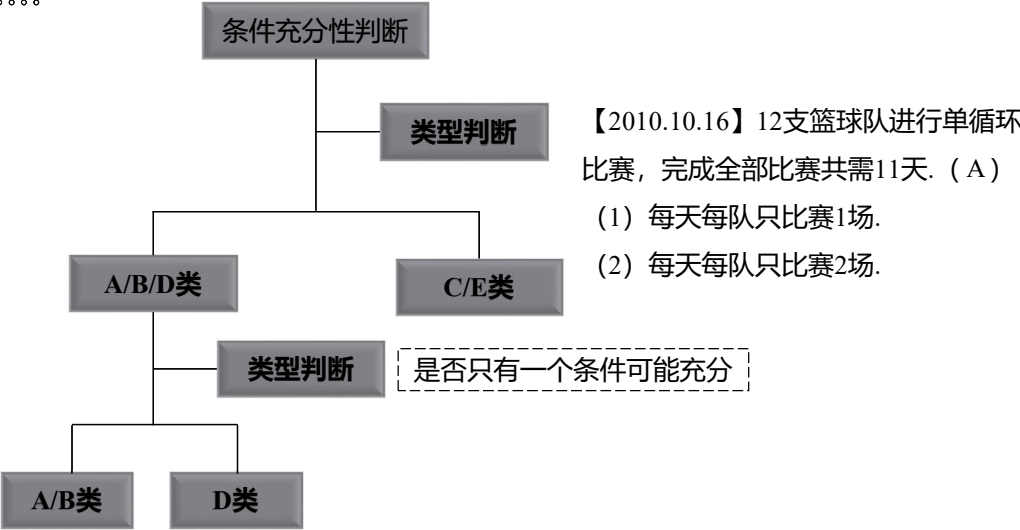 条件充分性判断
类型判断
【2010.10.16】12支篮球队进行单循环
比赛，完成全部比赛共需11天.（A）
（1）每天每队只比赛1场.
（2）每天每队只比赛2场.
A/B/D类
C/E类
类型判断
是否只有一个条件可能充分
A/B类
D类